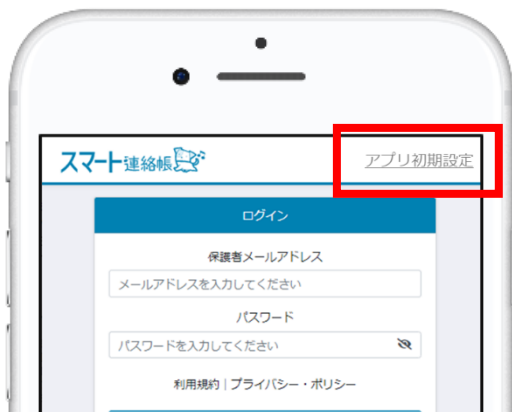 スマート連絡帳
アプリ初期設定
ログイン
保護者メールアドレス
メールアドレスを入力してください
パスワード
パスワードを入力してください
利用規約 | プライバシー・ポリシー